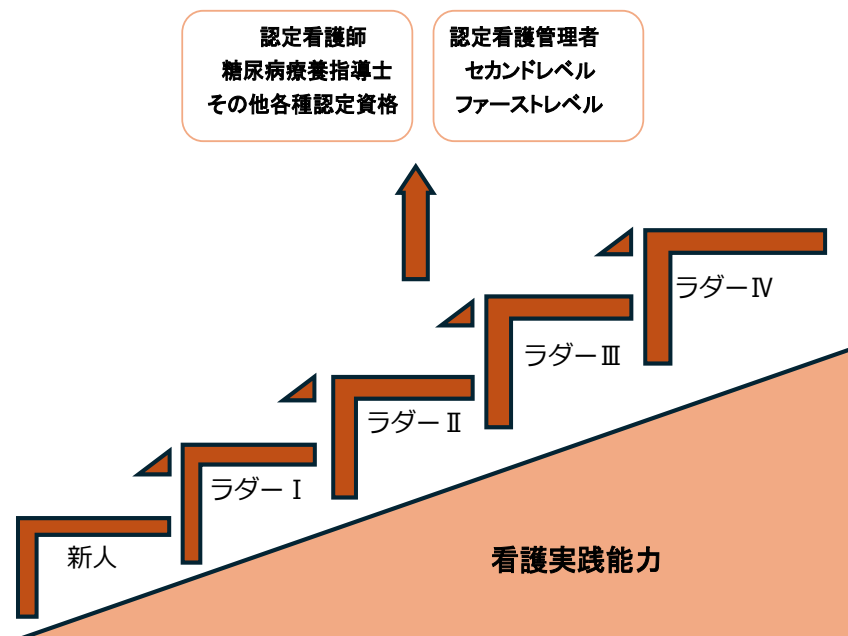 認定看護師
糖尿病療養指導士
その他各種認定資格
認定看護管理者
セカンドレベル
ファーストレベル
ラダーⅣ
ラダーⅢ
ラダーⅡ
ラダーⅠ
新人
看護実践能力